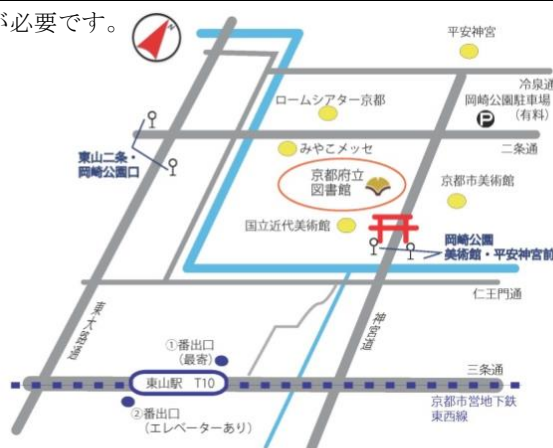 が必要です。
N
平安神宮
冷泉通
ロームシアター京都
岡崎公園駐車場
(有料)
P
二条通
みやこメッセ
東山二条・
岡崎公園口
京都府立
図書館
京都市美術館
国立近代美術館
岡崎公園
美術館・平安神宮前
仁王門通
東大路通
神宮道
①番出口
(最寄)
三条通
東山駅 T10
京都市営地下鉄
東西線
②番出口
(エレベーターあり)